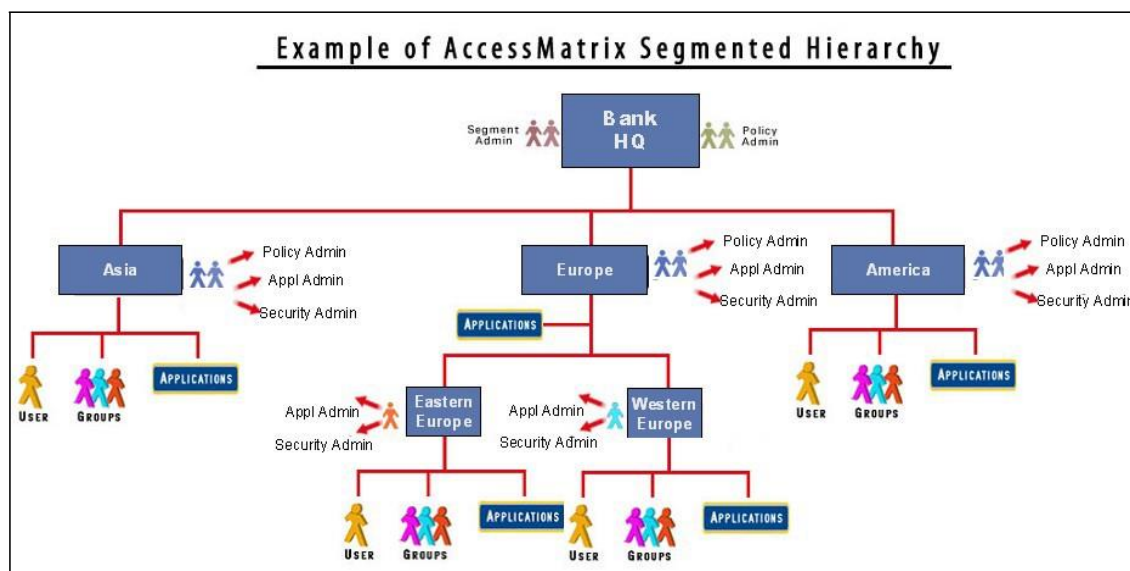 Example of AccessMatrix Segmented Hierarchy
Segment
Admin
Bank
HQ
Policy
Admin
Asia
Policy Admin
Appl Admin
Security Admin
Europe
Policy Admin
Appl Admin
Security Admin
America
Policy Admin
Appl Admin
Security Admin
APPLICATIONS
USER
GROUPS
APPLICATIONS
Appl Admin
Security Admin
Eastern
Europe
Appl Admin
Security Admin
Western
Europe
USER
GROUPS
APPLICATIONS
USER
GROUPS
APPLICATIONS
USER
GROUPS
APPLICATIONS